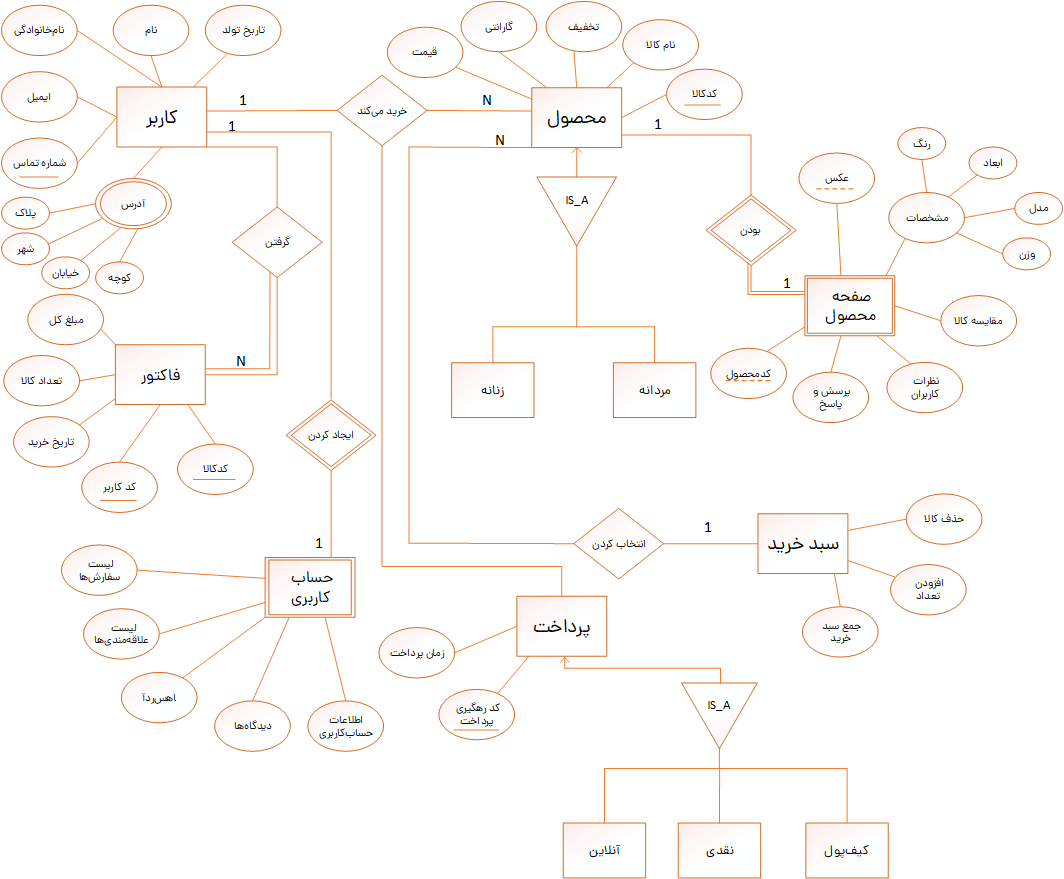 نام‌خانوادگی
نام
تاریخ تولد
ایمیل
شماره تماس
کاربر
آدرس
پلاک
شهر
خیابان
کوچه
1
1
خرید می‌کند
N
N
قیمت
گارانتی
تخفیف
نام کالا
کدکالا
محصول
1
IS_A
زنانه
مردانه
بودن
1
عکس
رنگ
ابعاد
مدل
وزن
مشخصات
صفحه
محصول
مقایسه کالا
نظرات
کاربران
پرسش و
پاسخ
کدمحصول
گرفتن
N
مبلغ کل
تعداد کالا
تاریخ خرید
کد کاربر
کدکالا
فاکتور
ایجاد کردن
1
حساب
کاربری
لیست
سفارش‌ها
لیست
علاقه‌مندی‌ها
اهس‌ردآ
دیدگاه‌ها
اطلاعات
حساب‌کاربری
انتخاب کردن
1
سبد خرید
حذف کالا
افزودن
تعداد
جمع سبد
خرید
پرداخت
زمان پرداخت
کد رهگیری
پرداخت
IS_A
آنلاین
نقدی
کیف‌پول